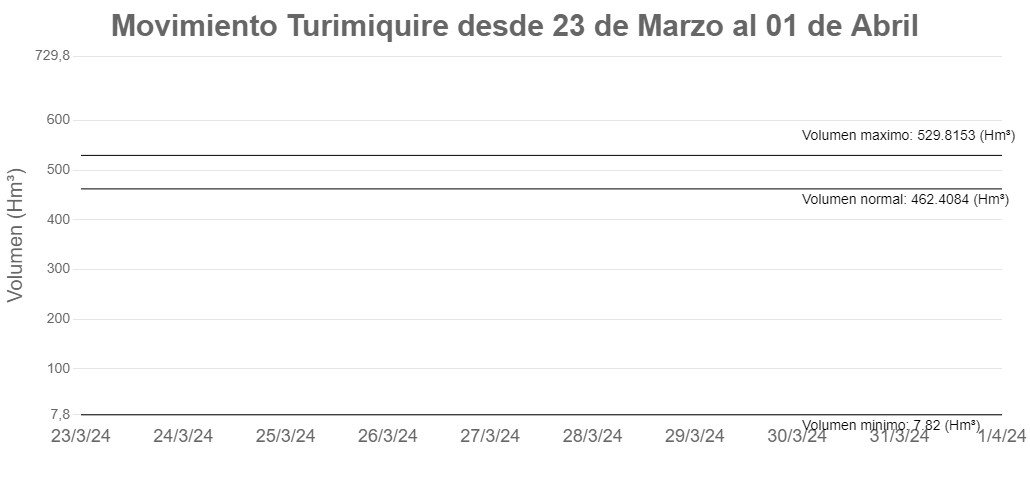 Movimiento Turimiquire desde 23 de Marzo al 01 de Abril
729,8
600
Volumen maximo: 529.8153 (Hm³)
500
Volumen normal: 462.4084 (Hm³)
400
300
200
100
7,8
Volumen minimo: 7.82 (Hm³)
Volumen (Hm³)
23/3/24 24/3/24 25/3/24 26/3/24 27/3/24 28/3/24 29/3/24 30/3/24 31/3/24 1/4/24